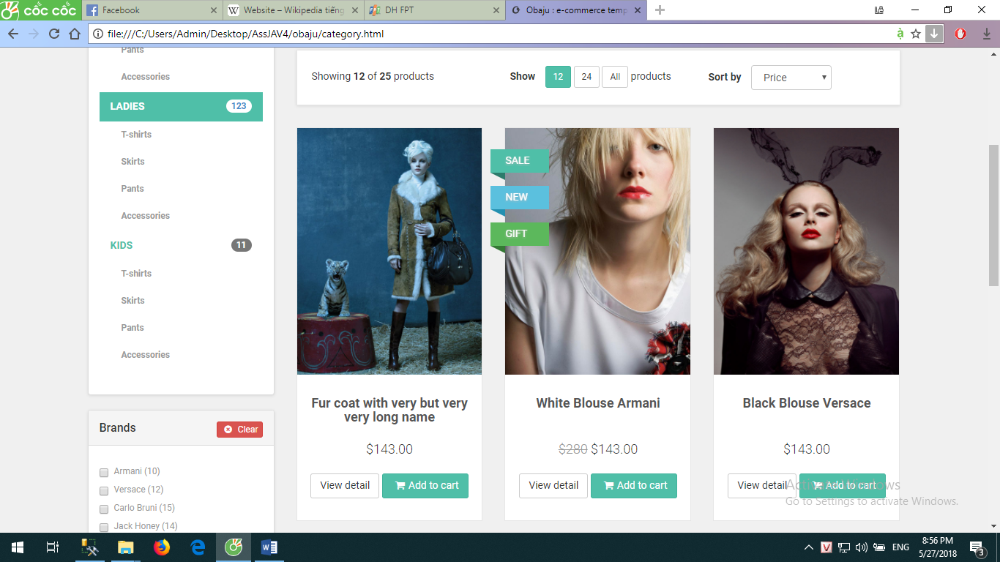 cốc cốc
Facebook
Website – Wikipedia tiếng
DH FPT
Obaju : e-commerce temp
file:///C:/Users/Admin/Desktop/AssJAV4/obaju/category.html
Pants
Accessories
LADIES 123
T-shirts
Skirts
Pants
Accessories
KIDS 11
T-shirts
Skirts
Pants
Accessories
Brands
Clear
Armani (10)
Versace (12)
Carlo Bruni (15)
Jack Honey (14)
Showing 12 of 25 products
Show 12 24 All products
Sort by Price
Fur coat with very but very
very long name
$143.00
View detail Add to cart
SALE
NEW
GIFT
White Blouse Armani
$280 $143.00
View detail Add to cart
Black Blouse Versace
$143.00
View detail Add to cart
Activate Windows
Go to Settings to activate Windows.
ENG
8:56 PM
5/27/2018
3